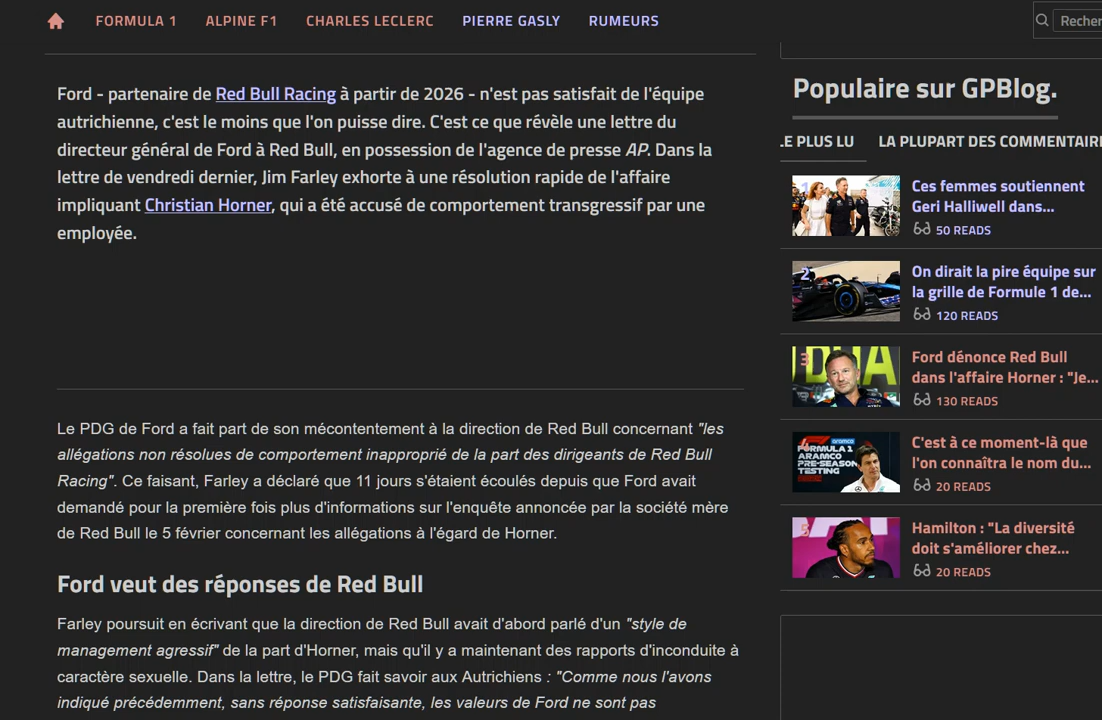 FORMULA 1
ALPINE F1
CHARLES LECLERC
PIERRE GASLY
RUMEURS
Recher
Ford - partenaire de Red Bull Racing à partir de 2026 - n'est pas satisfait de l'équipe
autrichienne, c'est le moins que l'on puisse dire. C'est ce que révèle une lettre du
directeur général de Ford à Red Bull, en possession de l'agence de presse AP. Dans la
lettre de vendredi dernier, Jim Farley exhorte à une résolution rapide de l'affaire
impliquant Christian Horner, qui a été accusé de comportement transgressif par une
employée.
Le PDG de Ford a fait part de son mécontentement à la direction de Red Bull concernant "les
allégations non résolues de comportement inapproprié de la part des dirigeants de Red Bull
Racing". Ce faisant, Farley a déclaré que 11 jours s'étaient écoulés depuis que Ford avait
demandé pour la première fois plus d'informations sur l'enquête annoncée par la société mère
de Red Bull le 5 février concernant les allégations à l'égard de Horner.
Ford veut des réponses de Red Bull
Farley poursuit en écrivant que la direction de Red Bull avait d'abord parlé d'un "style de
management agressif" de la part d'Horner, mais qu'il y a maintenant des rapports d'inconduite à
caractère sexuelle. Dans la lettre, le PDG fait savoir aux Autrichiens : "Comme nous l'avons
indiqué précédemment, sans réponse satisfaisante, les valeurs de Ford ne sont pas
Populaire sur GPBlog.
LE PLUS LU
LA PLUPART DES COMMENTAIR
1
Ces femmes soutiennent
Geri Halliwell dans...
50 READS
2
On dirait la pire équipe sur
la grille de Formule 1 de...
120 READS
3
Ford dénonce Red Bull
dans l'affaire Horner : "Je...
130 READS
4
FORMULA 1
ARAMCO
PRE-SEASON
TESTING
aramco
C'est à ce moment-là que
l'on connaîtra le nom du...
20 READS
5
Hamilton : "La diversité
doit s'améliorer chez...
20 READS